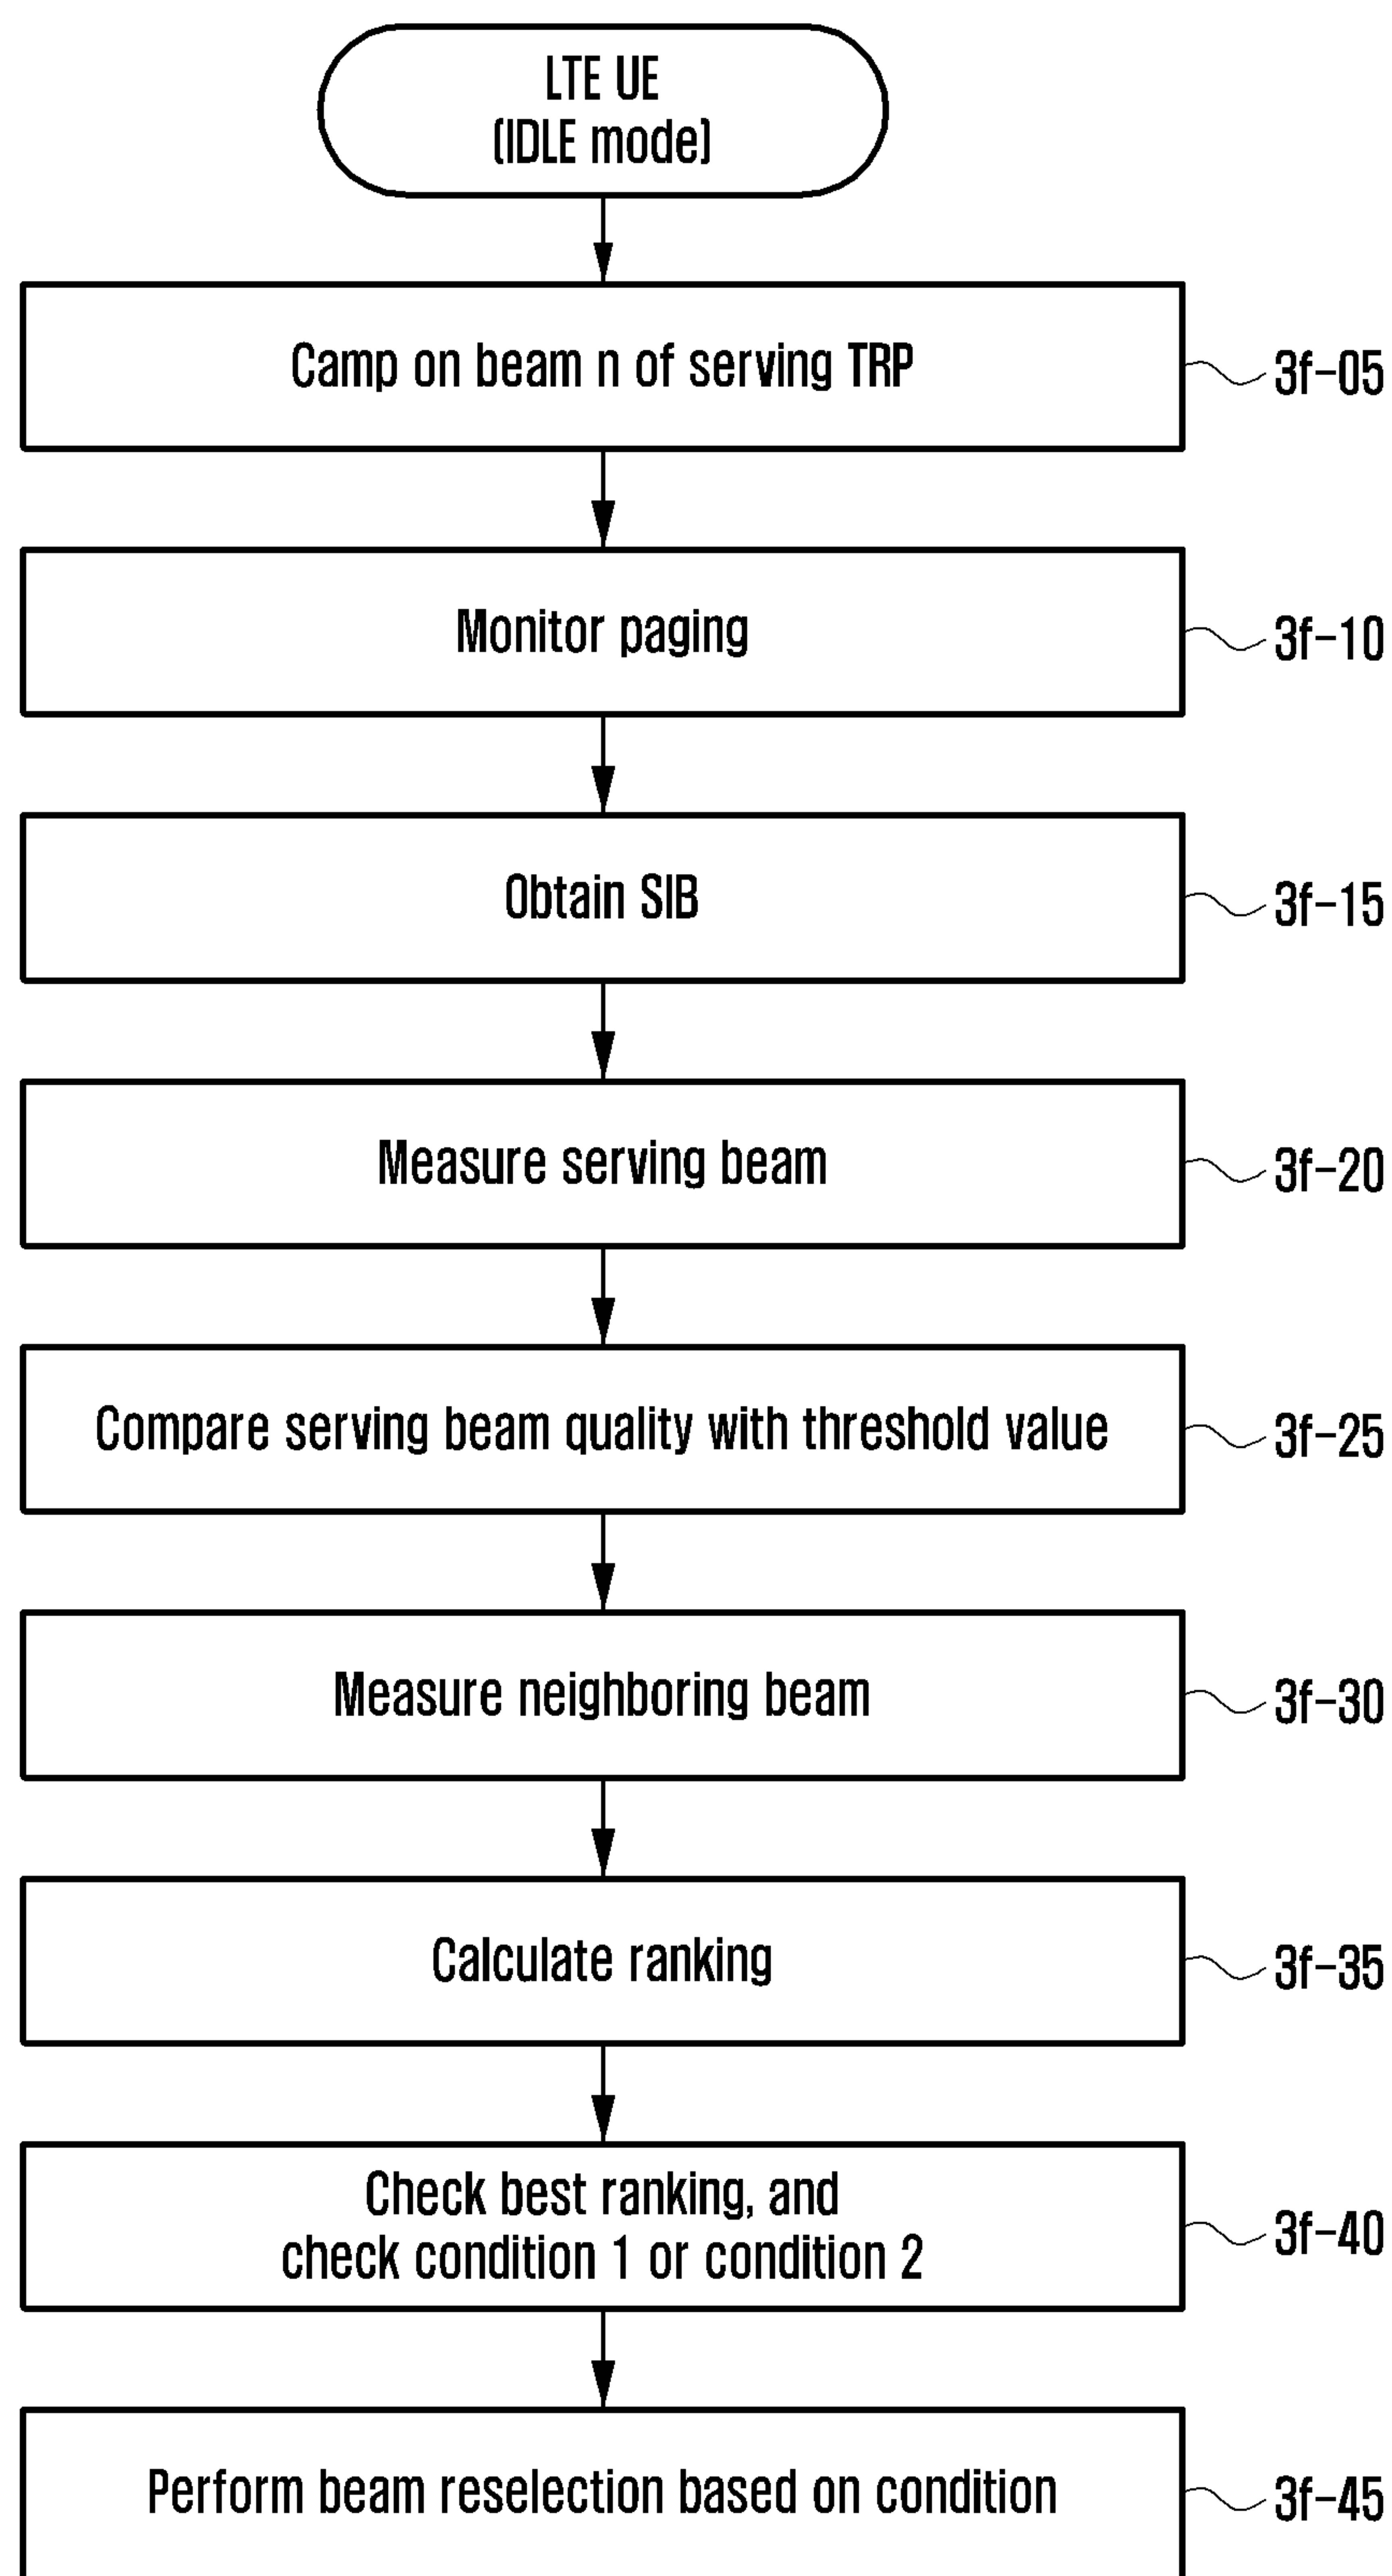 LTE UE
(IDLE mode)
Camp on beam n of serving TRP
3f-05
Monitor paging
3f-10
Obtain SIB
3f-15
Measure serving beam
3f-20
Compare serving beam quality with threshold value
3f-25
Measure neighboring beam
3f-30
Calculate ranking
3f-35
Check best ranking, and
check condition 1 or condition 2
3f-40
Perform beam reselection based on condition
3f-45